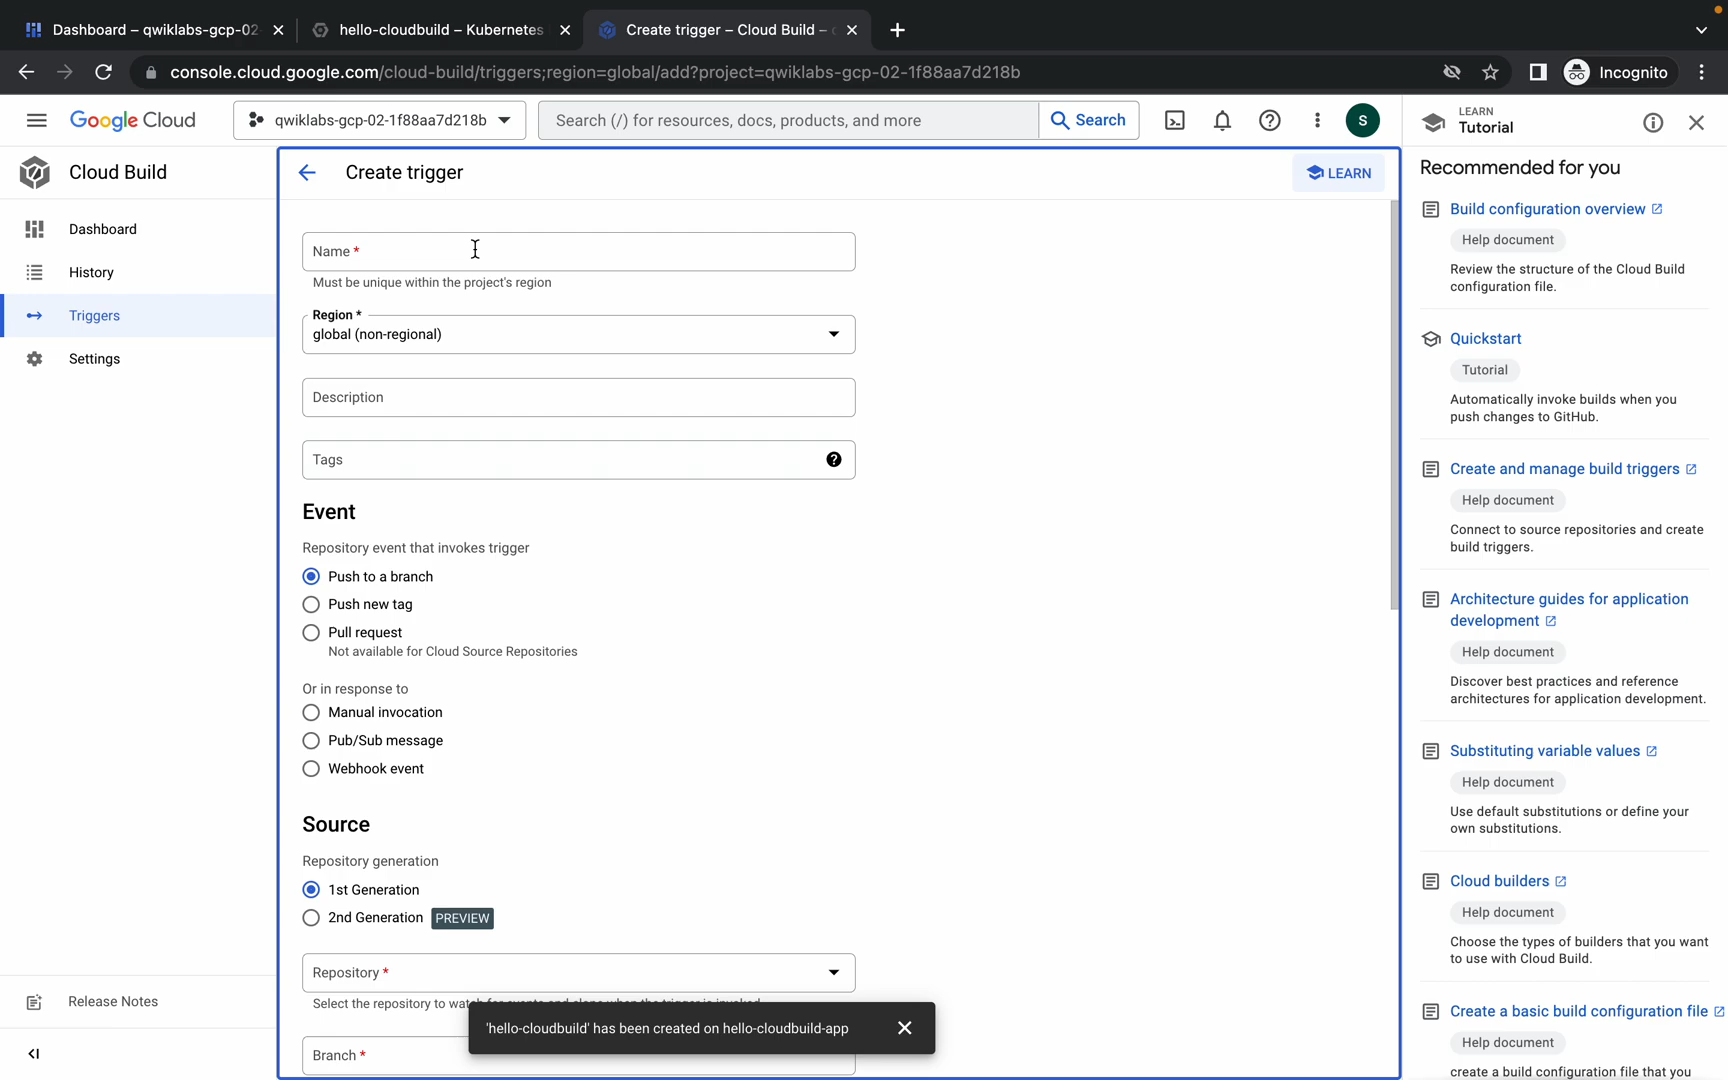 Dashboard – qwiklabs-gcp-02
hello-cloudbuild – Kubernetes
Create trigger – Cloud Build –
console.cloud.google.com/cloud-build/triggers;region=global/add?project=qwiklabs-gcp-02-1f88aa7d218b
Incognito
Google Cloud
qwiklabs-gcp-02-1f88aa7d218b
Search (/) for resources, docs, products, and more
Search
S
LEARN
Tutorial
Cloud Build
Dashboard
History
Triggers
Settings
Release Notes
Create trigger
LEARN
Name *
Must be unique within the project's region
Region *
global (non-regional)
Description
Tags
Event
Repository event that invokes trigger
Push to a branch
Push new tag
Pull request
Not available for Cloud Source Repositories
Or in response to
Manual invocation
Pub/Sub message
Webhook event
Source
Repository generation
1st Generation
2nd Generation PREVIEW
Repository *
Select the repository to watch for events and clone when the trigger is invoked
'hello-cloudbuild' has been created on hello-cloudbuild-app
Branch *
Recommended for you
Build configuration overview
Help document
Review the structure of the Cloud Build
configuration file.
Quickstart
Tutorial
Automatically invoke builds when you
push changes to GitHub.
Create and manage build triggers
Help document
Connect to source repositories and create
build triggers.
Architecture guides for application
development
Help document
Discover best practices and reference
architectures for application development.
Substituting variable values
Help document
Use default substitutions or define your
own substitutions.
Cloud builders
Help document
Choose the types of builders that you want
to use with Cloud Build.
Create a basic build configuration file
Help document
create a build configuration file that you